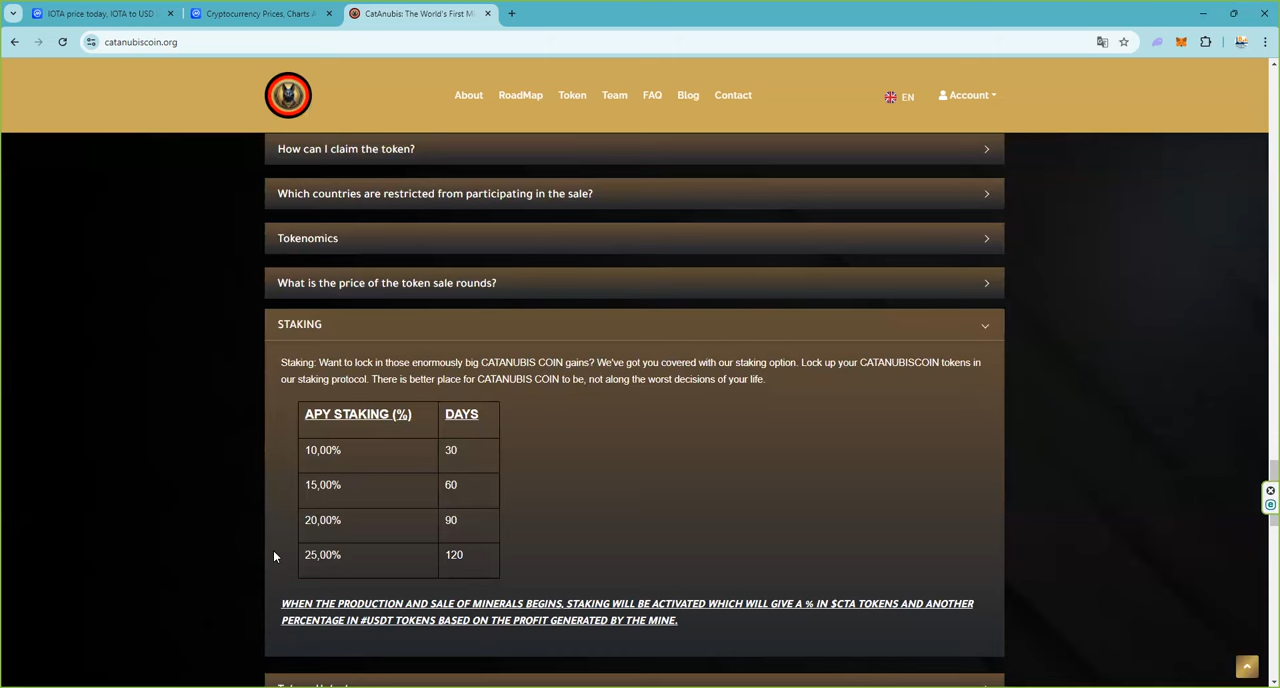 IOTA price today, IOTA to USD
Cryptocurrency Prices, Charts A
CatAnubis: The World's First Mi
catanubiscoin.org
About RoadMap Token Team FAQ Blog Contact EN Account
How can I claim the token?
Which countries are restricted from participating in the sale?
Tokenomics
What is the price of the token sale rounds?
STAKING
Staking: Want to lock in those enormously big CATANUBIS COIN gains? We've got you covered with our staking option. Lock up your CATANUBISCOIN tokens in
our staking protocol. There is better place for CATANUBIS COIN to be, not along the worst decisions of your life.
APY STAKING (%) DAYS
10,00% 30
15,00% 60
20,00% 90
25,00% 120
WHEN THE PRODUCTION AND SALE OF MINERALS BEGINS, STAKING WILL BE ACTIVATED WHICH WILL GIVE A % IN $CTA TOKENS AND ANOTHER
PERCENTAGE IN #USDT TOKENS BASED ON THE PROFIT GENERATED BY THE MINE.